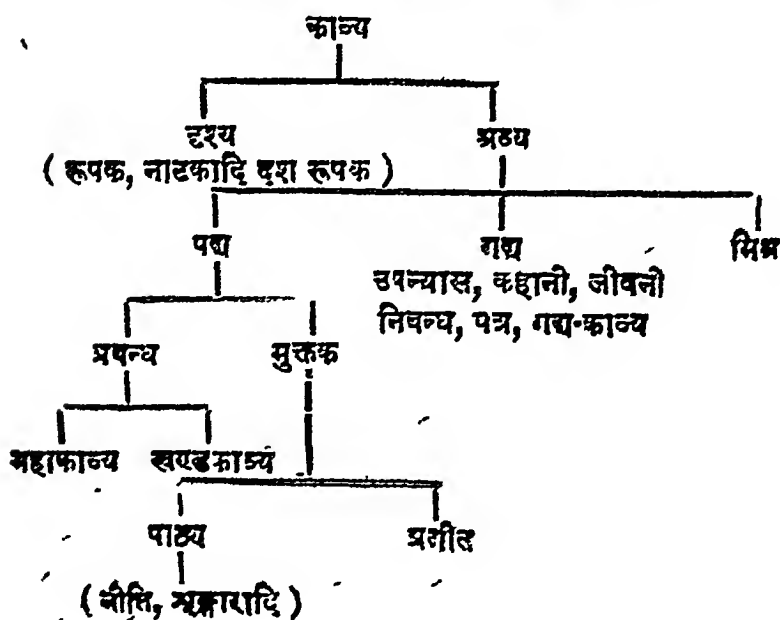 काव्य
दृश्य श्रव्य
( रूपक, नाटकादि दश रूपक )
पद्य गद्य मिश्र
उपन्यास, कहानी, जीवनी
निबन्ध, पत्र, गद्य-काव्य
प्रबन्ध मुक्तक
महाकाव्य खण्डकाव्य
पाठ्य प्रगीत
( नीति, शृङ्गारादि )